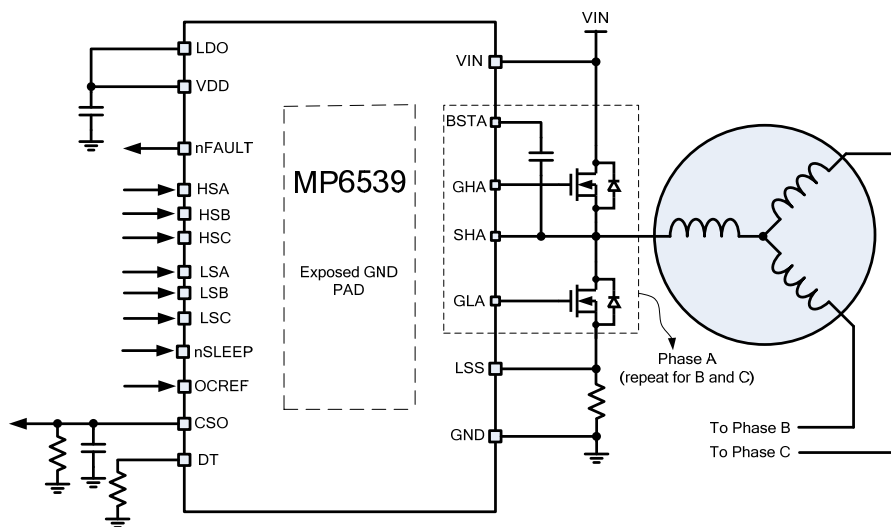 LDO
VDD
nFAULT
HSA
HSB
HSC
LSA
LSB
LSC
nSLEEP
OCREF
CSO
DT
MP6539
Exposed GND
PAD
VIN
BSTA
GHA
SHA
GLA
LSS
GND
VIN
Phase A
(repeat for B and C)
To Phase B
To Phase C